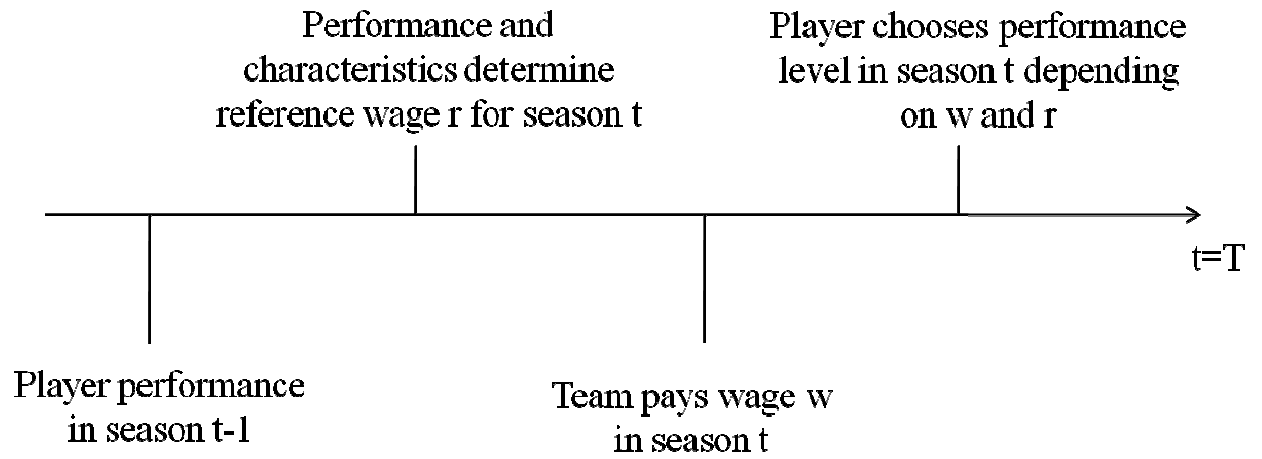 Performance and
characteristics determine
reference wage r for season t
Player chooses performance
level in season t depending
on w and r
t=T
Player performance
in season t-1
Team pays wage w
in season t